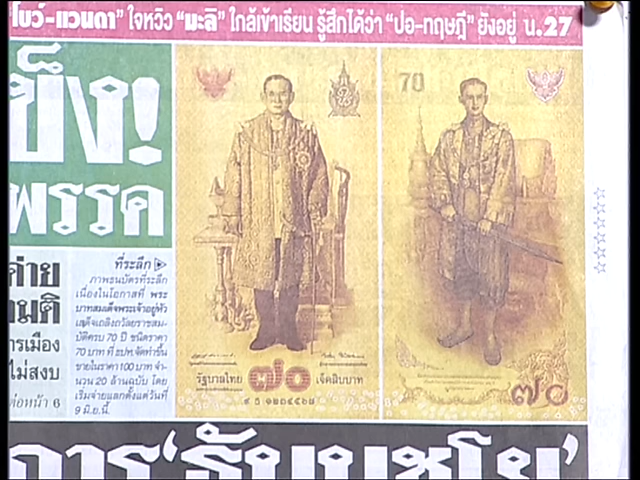 โบว์-แวนดา” ใจหวิว “มะลิ” ใกล้เข้าเรียน รู้สึกได้ว่า “ปอ-ทฤษฎี” ยังอยู่ น.27
ข็ง!
พรรค
ค่าย
ามติ
ารเมือง
ไม่สงบ
ต่อหน้า 6
ที่ระลึก
ภาพธนบัตรที่ระลึก
เนื่องในโอกาสที่ พระ
บาทสมเด็จพระเจ้าอยู่หัว
เสด็จเถลิงถวัลยราชสม-
บัติครบ 70 ปี ชนิดราคา
70 บาท ที่ ธปท.จัดทำขึ้น
ขายในราคา 100 บาท จำ-
นวน 20 ล้านฉบับ โดย
เริ่มจ่ายแลกตั้งแต่วันที่
9 มิ.ย.นี้.
รัฐบาลไทย ๗๐ เจ็ดสิบบาท
๙ ๕ ๑๒๓๔๕๖๗
70
๗๐